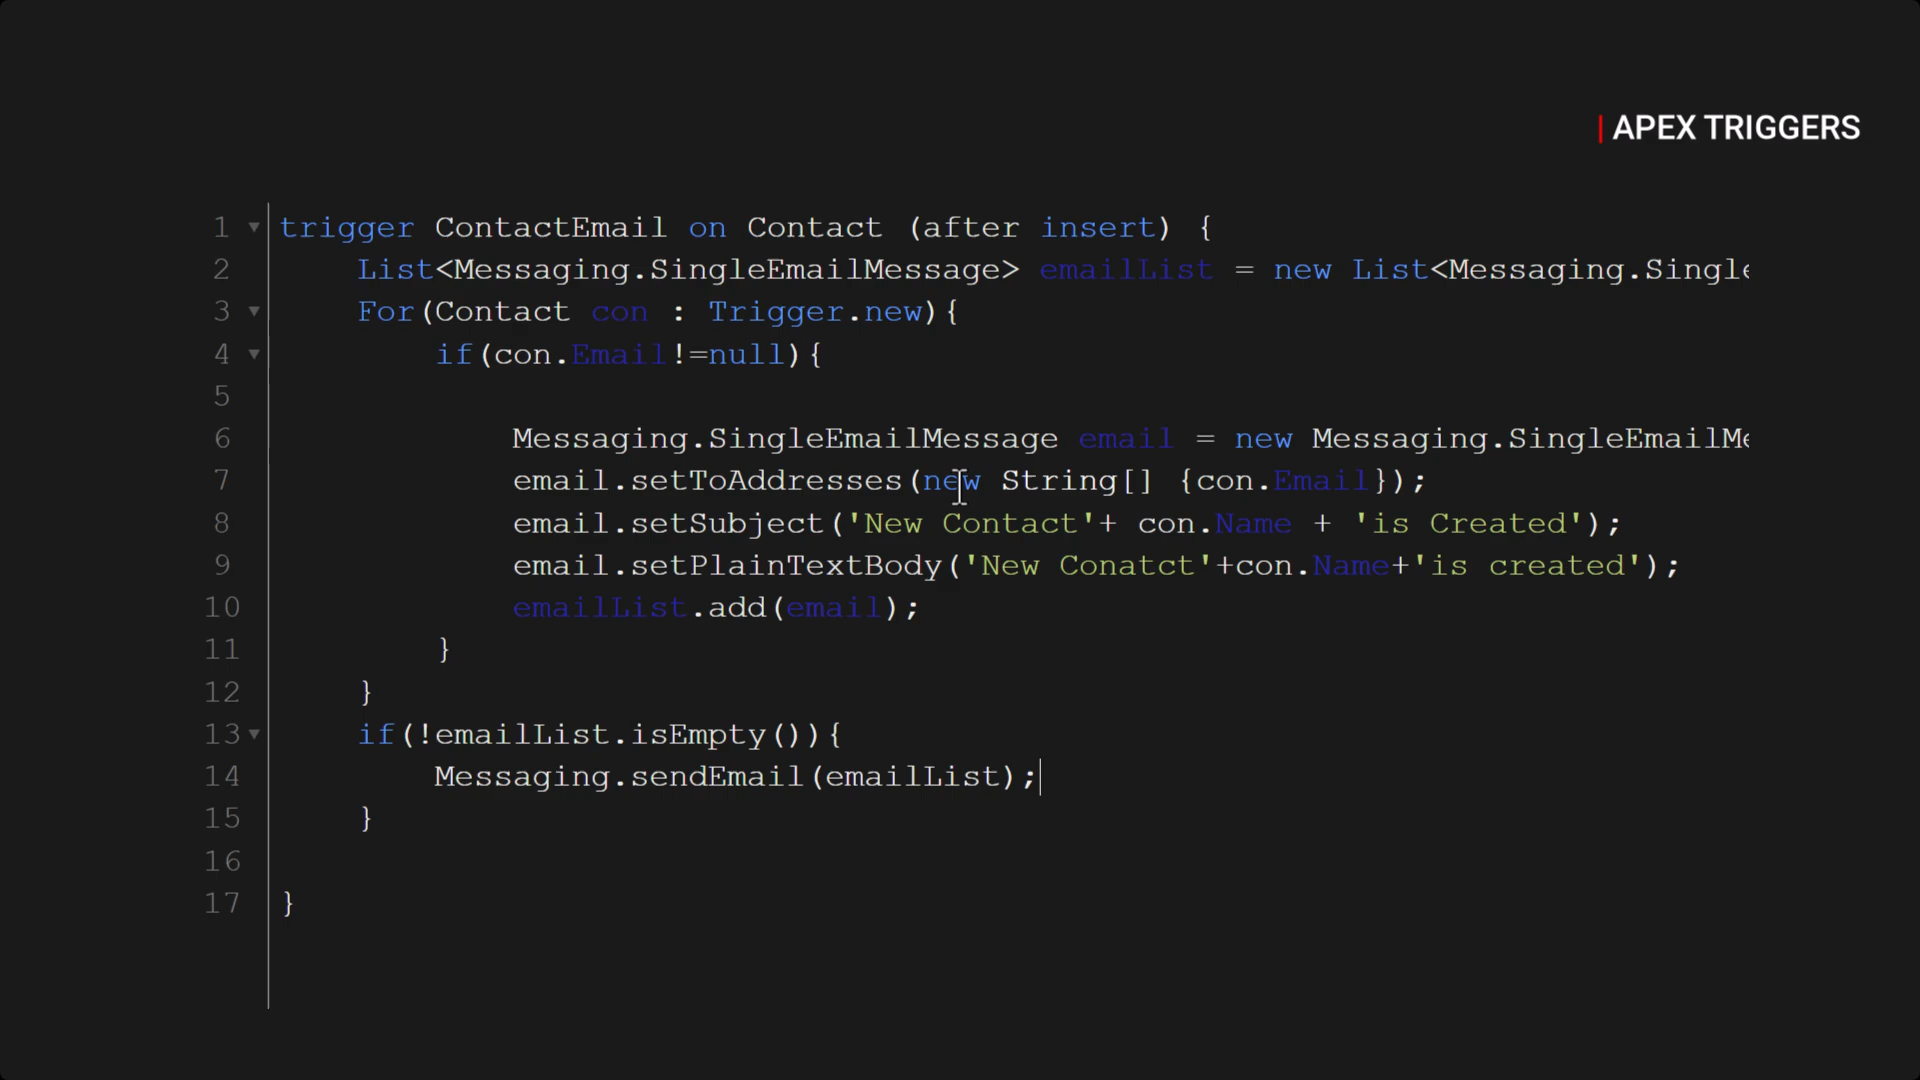 | APEX TRIGGERS
1 trigger ContactEmail on Contact (after insert) {
2 List<Messaging.SingleEmailMessage> emailList = new List<Messaging.Single
3 For(Contact con : Trigger.new){
4 if(con.Email!=null){
5
6 Messaging.SingleEmailMessage email = new Messaging.SingleEmailMe
7 email.setToAddresses(new String[] {con.Email});
8 email.setSubject('New Contact'+ con.Name + 'is Created');
9 email.setPlainTextBody('New Conatct'+con.Name+'is created');
10 emailList.add(email);
11 }
12 }
13 if(!emailList.isEmpty()){
14 Messaging.sendEmail(emailList);
15 }
16
17 }